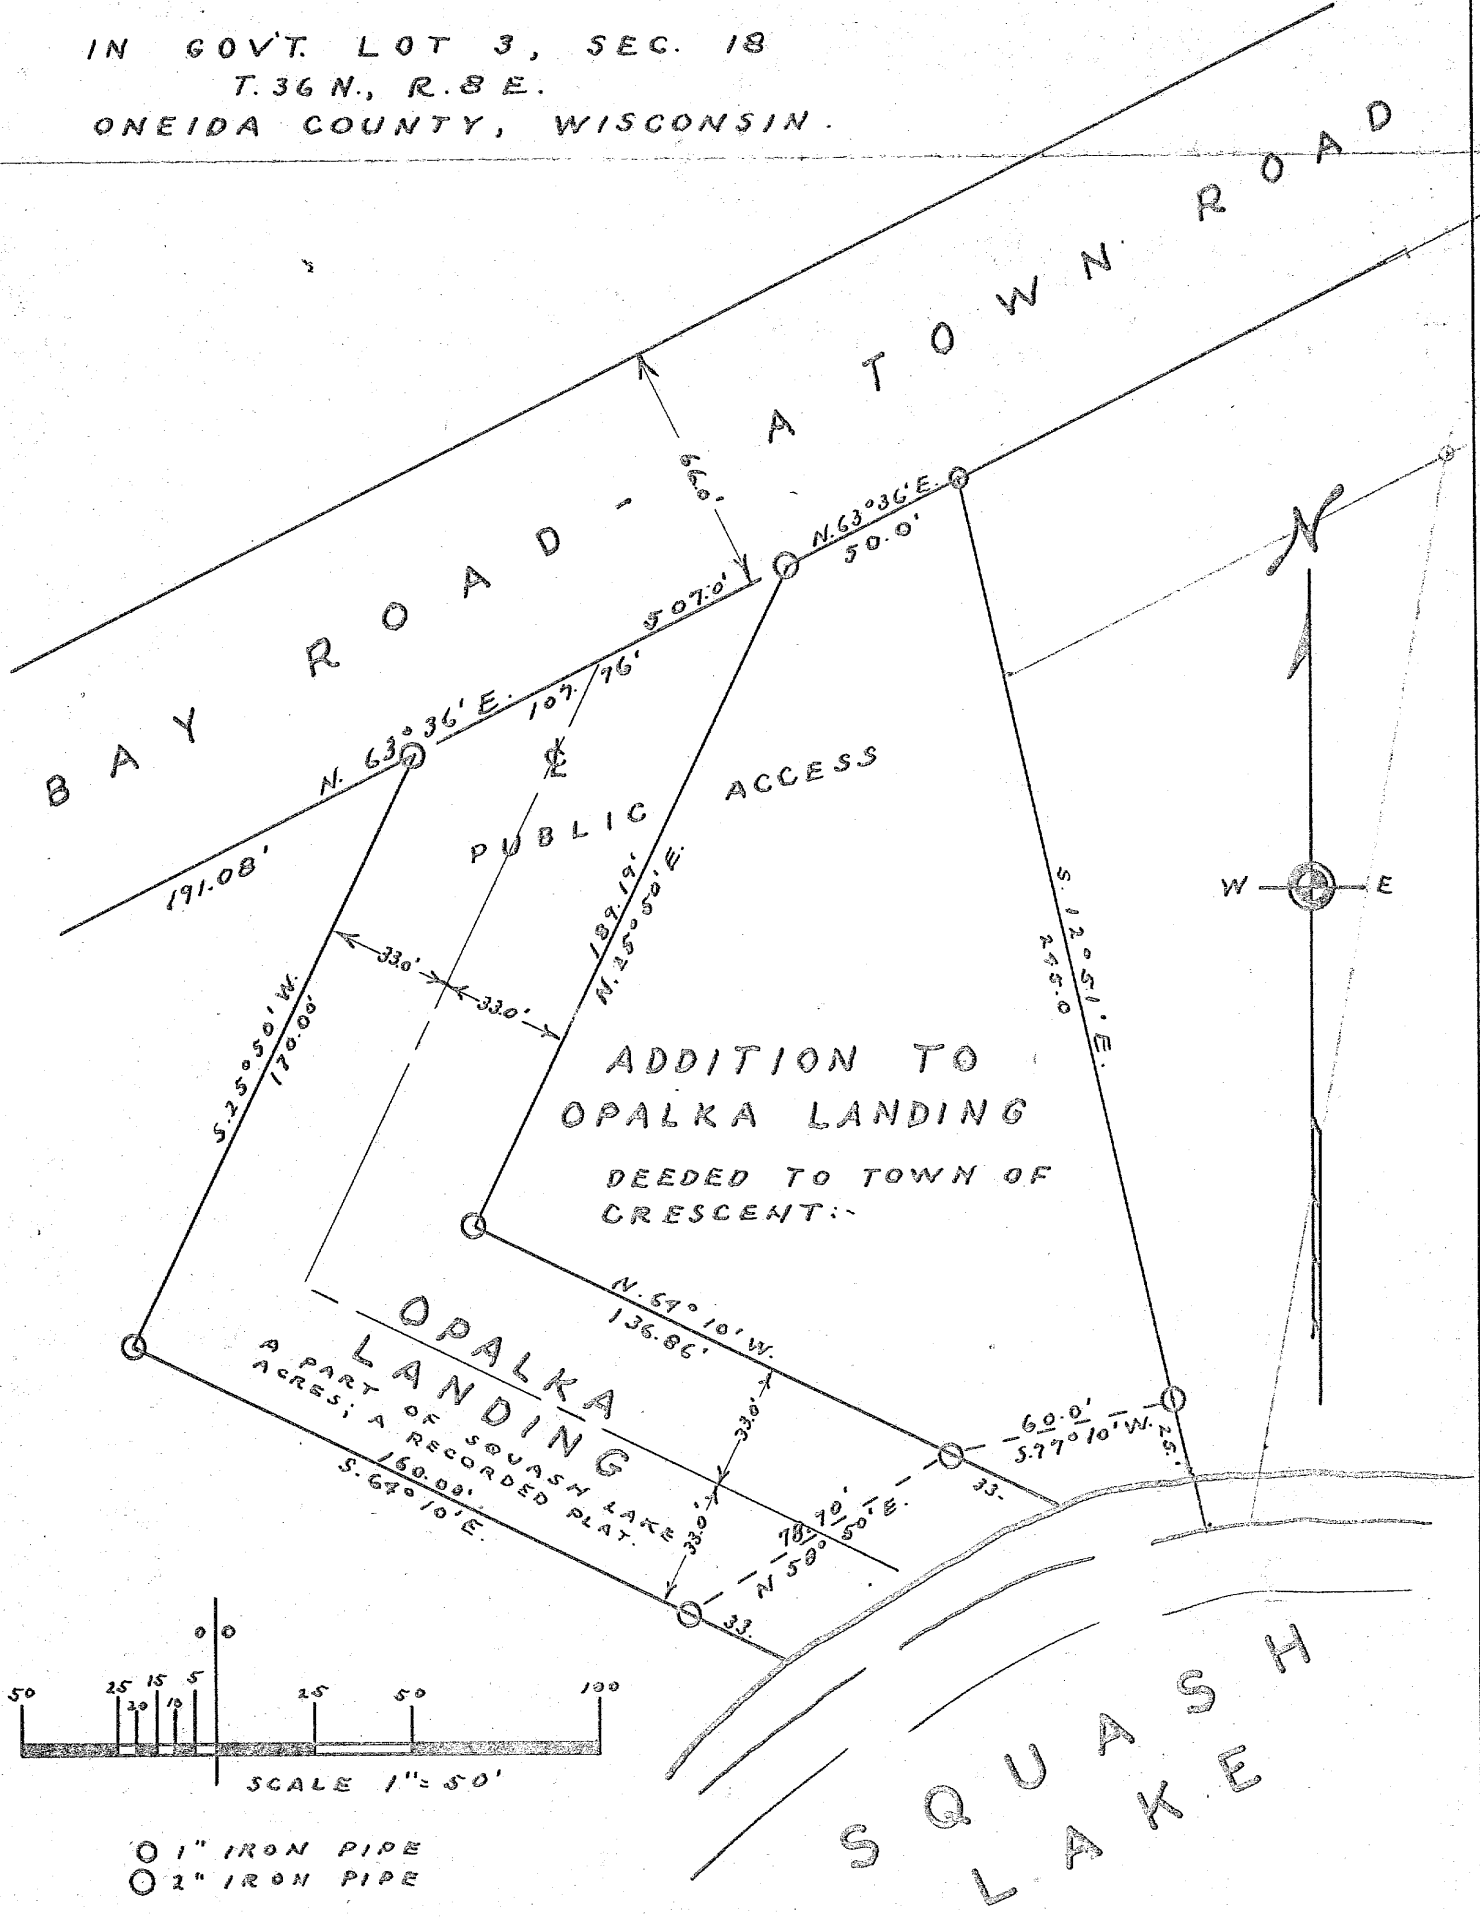 IN GOV'T. LOT 3, SEC. 18
T. 36 N., R. 8 E.
ONEIDA COUNTY, WISCONSIN.
BAY ROAD - A TOWN ROAD
66.0'
N. 63° 36' E.
50.0'
507.0'
N. 63° 36' E.
107.76'
191.08'
℄
PUBLIC ACCESS
N
W E
189.19'
N. 25° 50' E.
S. 12° 51' E.
245.0
33.0'
33.0'
S. 25° 50' W.
170.00'
ADDITION TO
OPALKA LANDING
DEEDED TO TOWN OF
CRESCENT:-
N. 64° 10' W.
136.86'
OPALKA
LANDING
A PART OF SQUASH LAKE
ACRES; A RECORDED PLAT.
160.00'
S. 64° 10' E.
33.0'
33.0'
60.0'
S. 77° 10' W.
25.'
33.
78.70'
N 58° 50' E.
33.
0 0
50 25 20 15 10 5 25 50 100
SCALE 1" = 50'
O 1" IRON PIPE
O 2" IRON PIPE
SQUASH
LAKE